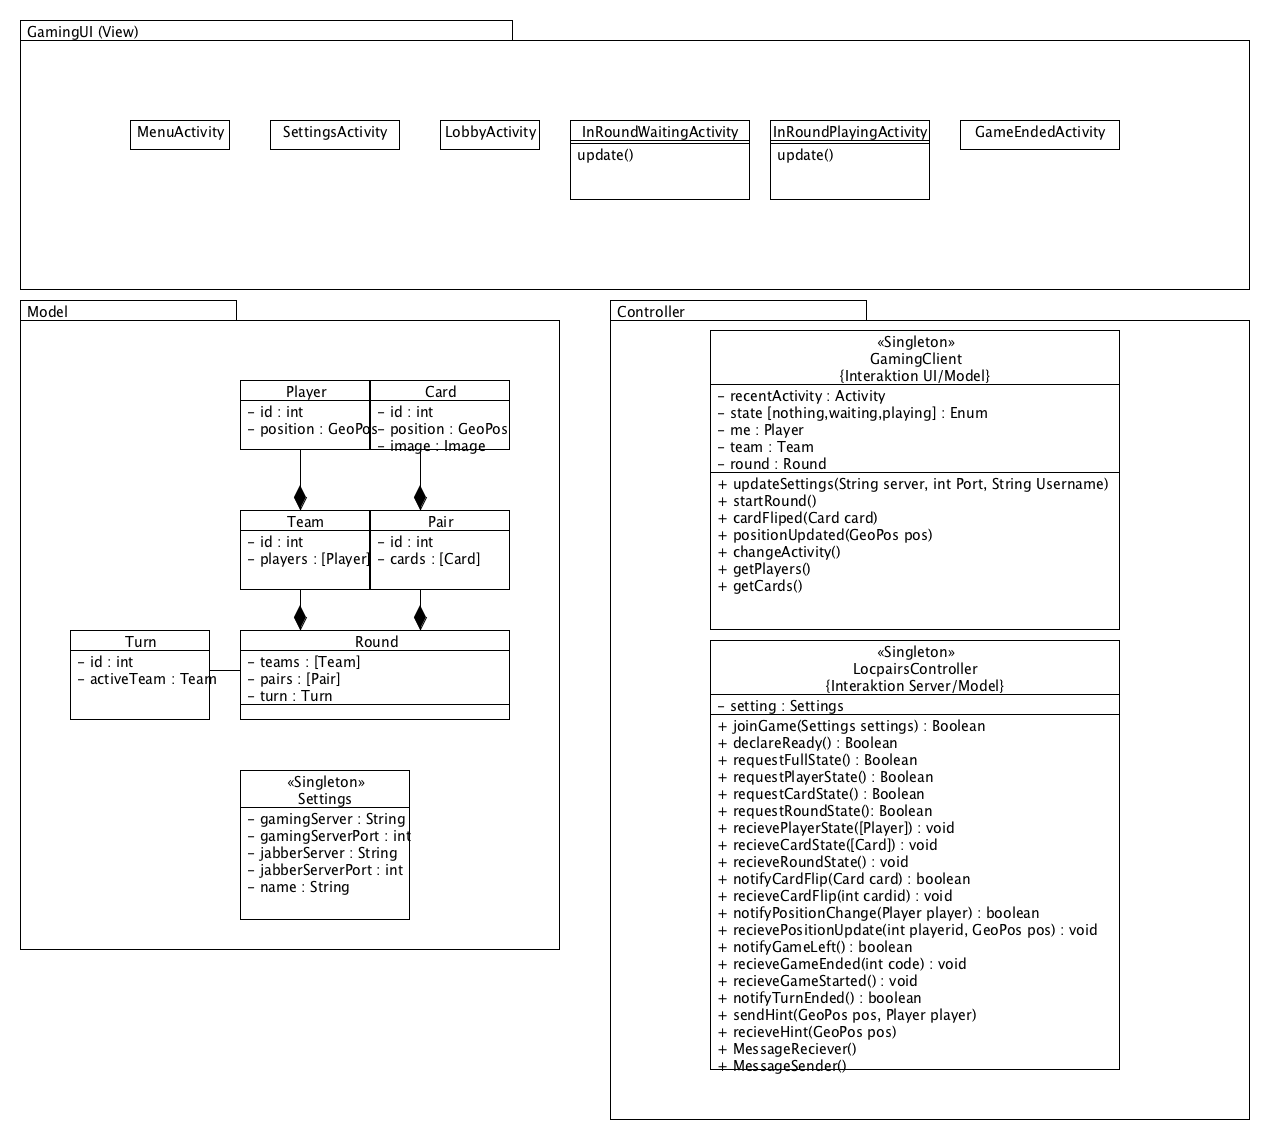 GamingUI (View)
MenuActivity
SettingsActivity
LobbyActivity
InRoundWaitingActivity
update()
InRoundPlayingActivity
update()
GameEndedActivity
Model
Player
– id : int
– position : GeoPos
Card
– id : int
– position : GeoPos
– image : Image
Team
– id : int
– players : [Player]
Pair
– id : int
– cards : [Card]
Turn
– id : int
– activeTeam : Team
Round
– teams : [Team]
– pairs : [Pair]
– turn : Turn
«Singleton»
Settings
– gamingServer : String
– gamingServerPort : int
– jabberServer : String
– jabberServerPort : int
– name : String
Controller
«Singleton»
GamingClient
{Interaktion UI/Model}
– recentActivity : Activity
– state [nothing,waiting,playing] : Enum
– me : Player
– team : Team
– round : Round
+ updateSettings(String server, int Port, String Username)
+ startRound()
+ cardFliped(Card card)
+ positionUpdated(GeoPos pos)
+ changeActivity()
+ getPlayers()
+ getCards()
«Singleton»
LocpairsController
{Interaktion Server/Model}
– setting : Settings
+ joinGame(Settings settings) : Boolean
+ declareReady() : Boolean
+ requestFullState() : Boolean
+ requestPlayerState() : Boolean
+ requestCardState() : Boolean
+ requestRoundState(): Boolean
+ recievePlayerState([Player]) : void
+ recieveCardState([Card]) : void
+ recieveRoundState() : void
+ notifyCardFlip(Card card) : boolean
+ recieveCardFlip(int cardid) : void
+ notifyPositionChange(Player player) : boolean
+ recievePositionUpdate(int playerid, GeoPos pos) : void
+ notifyGameLeft() : boolean
+ recieveGameEnded(int code) : void
+ recieveGameStarted() : void
+ notifyTurnEnded() : boolean
+ sendHint(GeoPos pos, Player player)
+ recieveHint(GeoPos pos)
+ MessageReciever()
+ MessageSender()